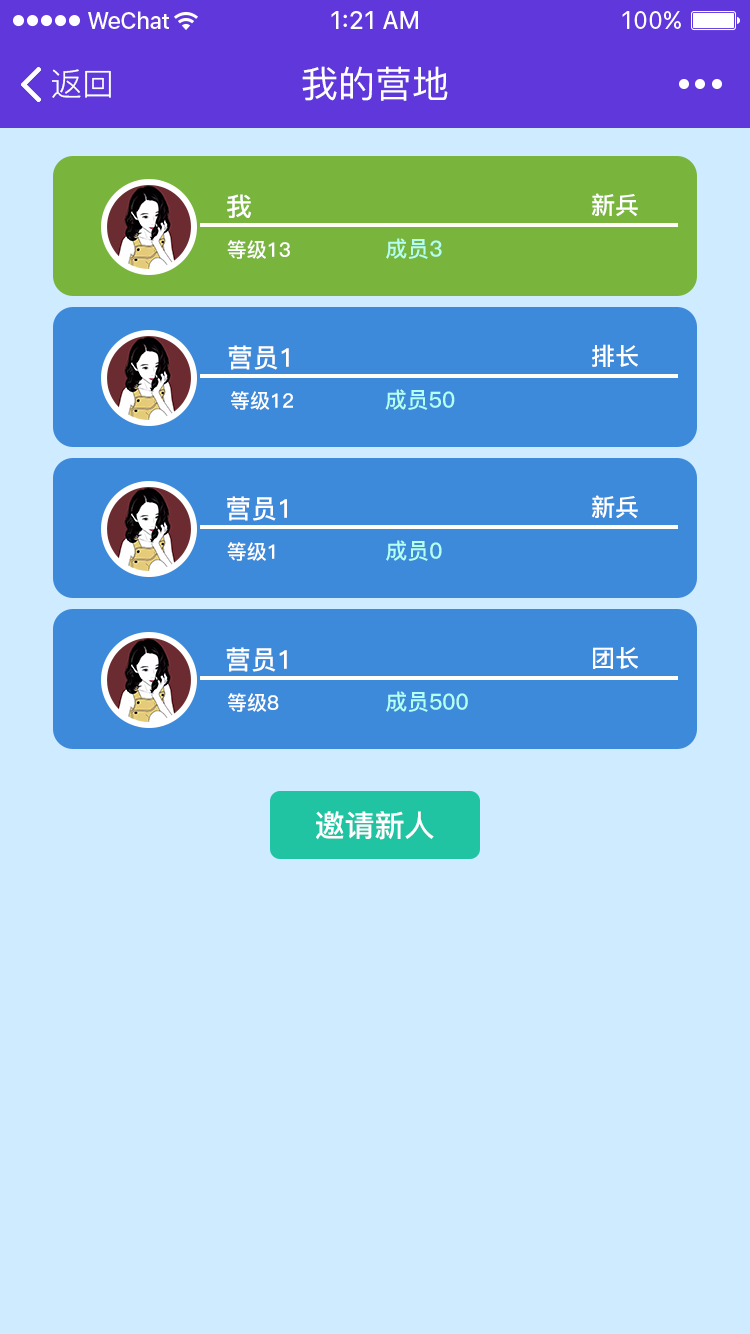 WeChat 1:21 AM 100%
返回 我的营地
我 新兵
等级13 成员3
营员1 排长
等级12 成员50
营员1 新兵
等级1 成员0
营员1 团长
等级8 成员500
邀请新人